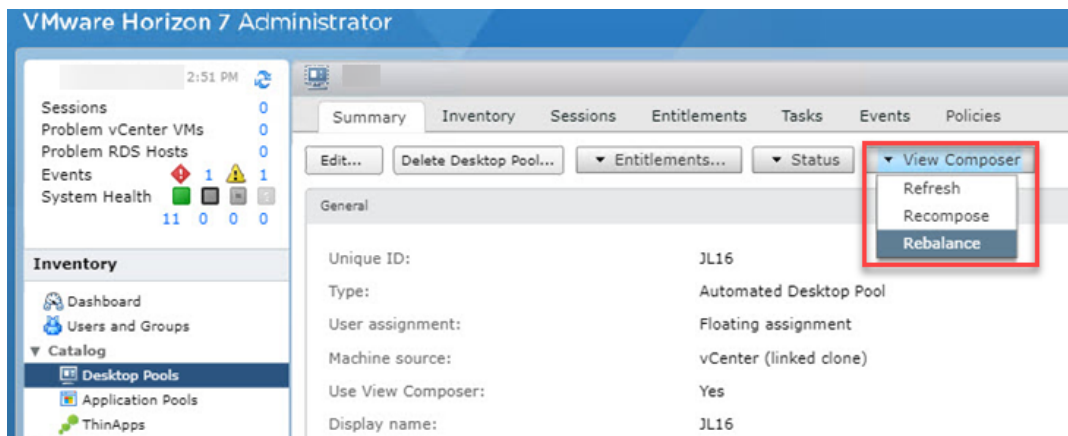 VMware Horizon 7 Administrator
2:51 PM
Sessions 0
Problem vCenter VMs 0
Problem RDS Hosts 0
Events 1 1
System Health
11 0 0 0
Inventory
Dashboard
Users and Groups
Catalog
Desktop Pools
Application Pools
ThinApps
Summary Inventory Sessions Entitlements Tasks Events Policies
Edit... Delete Desktop Pool... Entitlements... Status View Composer
Refresh
Recompose
Rebalance
General
Unique ID: JL16
Type: Automated Desktop Pool
User assignment: Floating assignment
Machine source: vCenter (linked clone)
Use View Composer: Yes
Display name: JL16